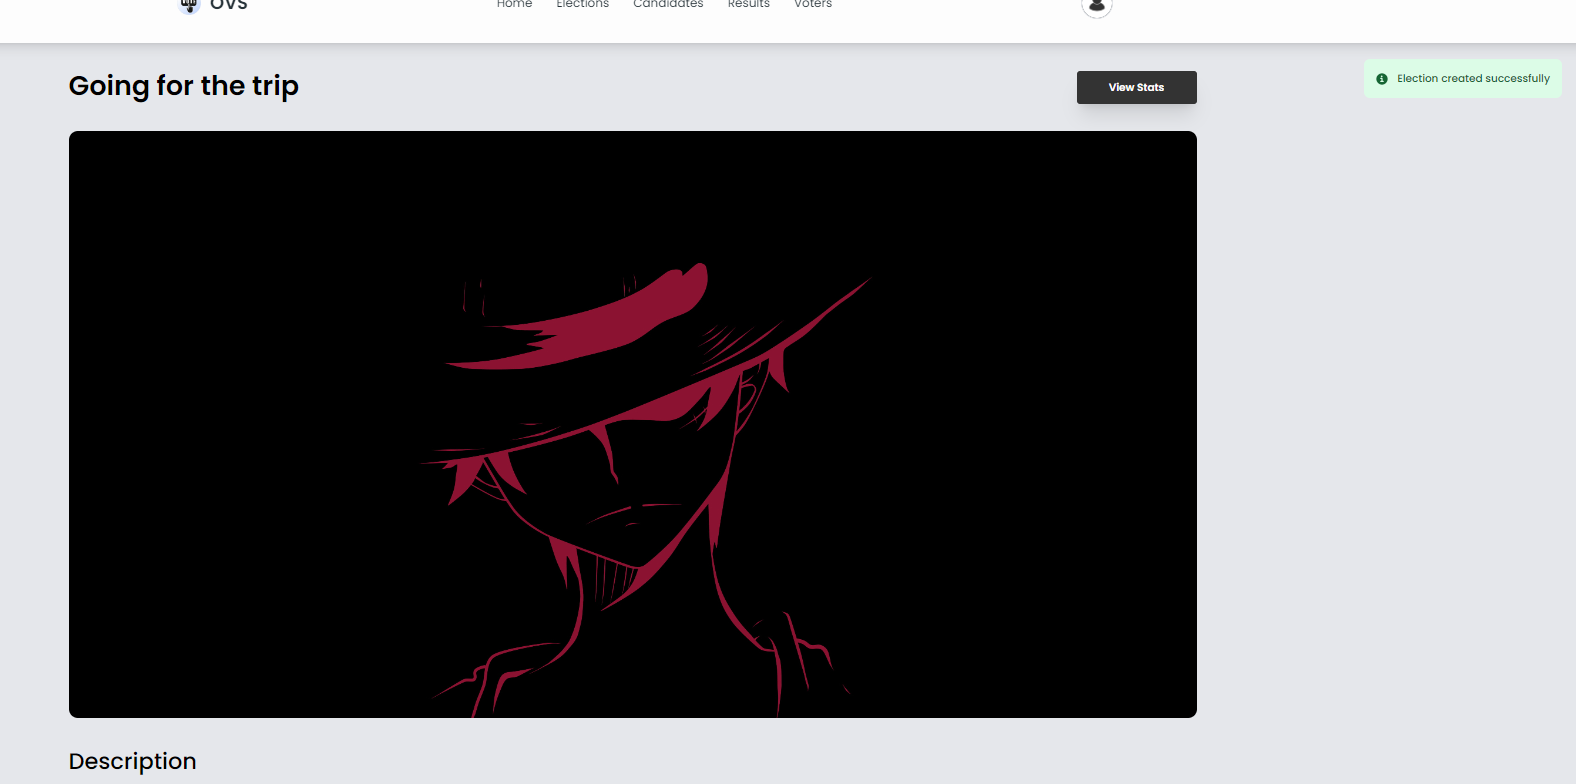 OVS
Home Elections Candidates Results Voters
Going for the trip
View Stats
Election created successfully
Description